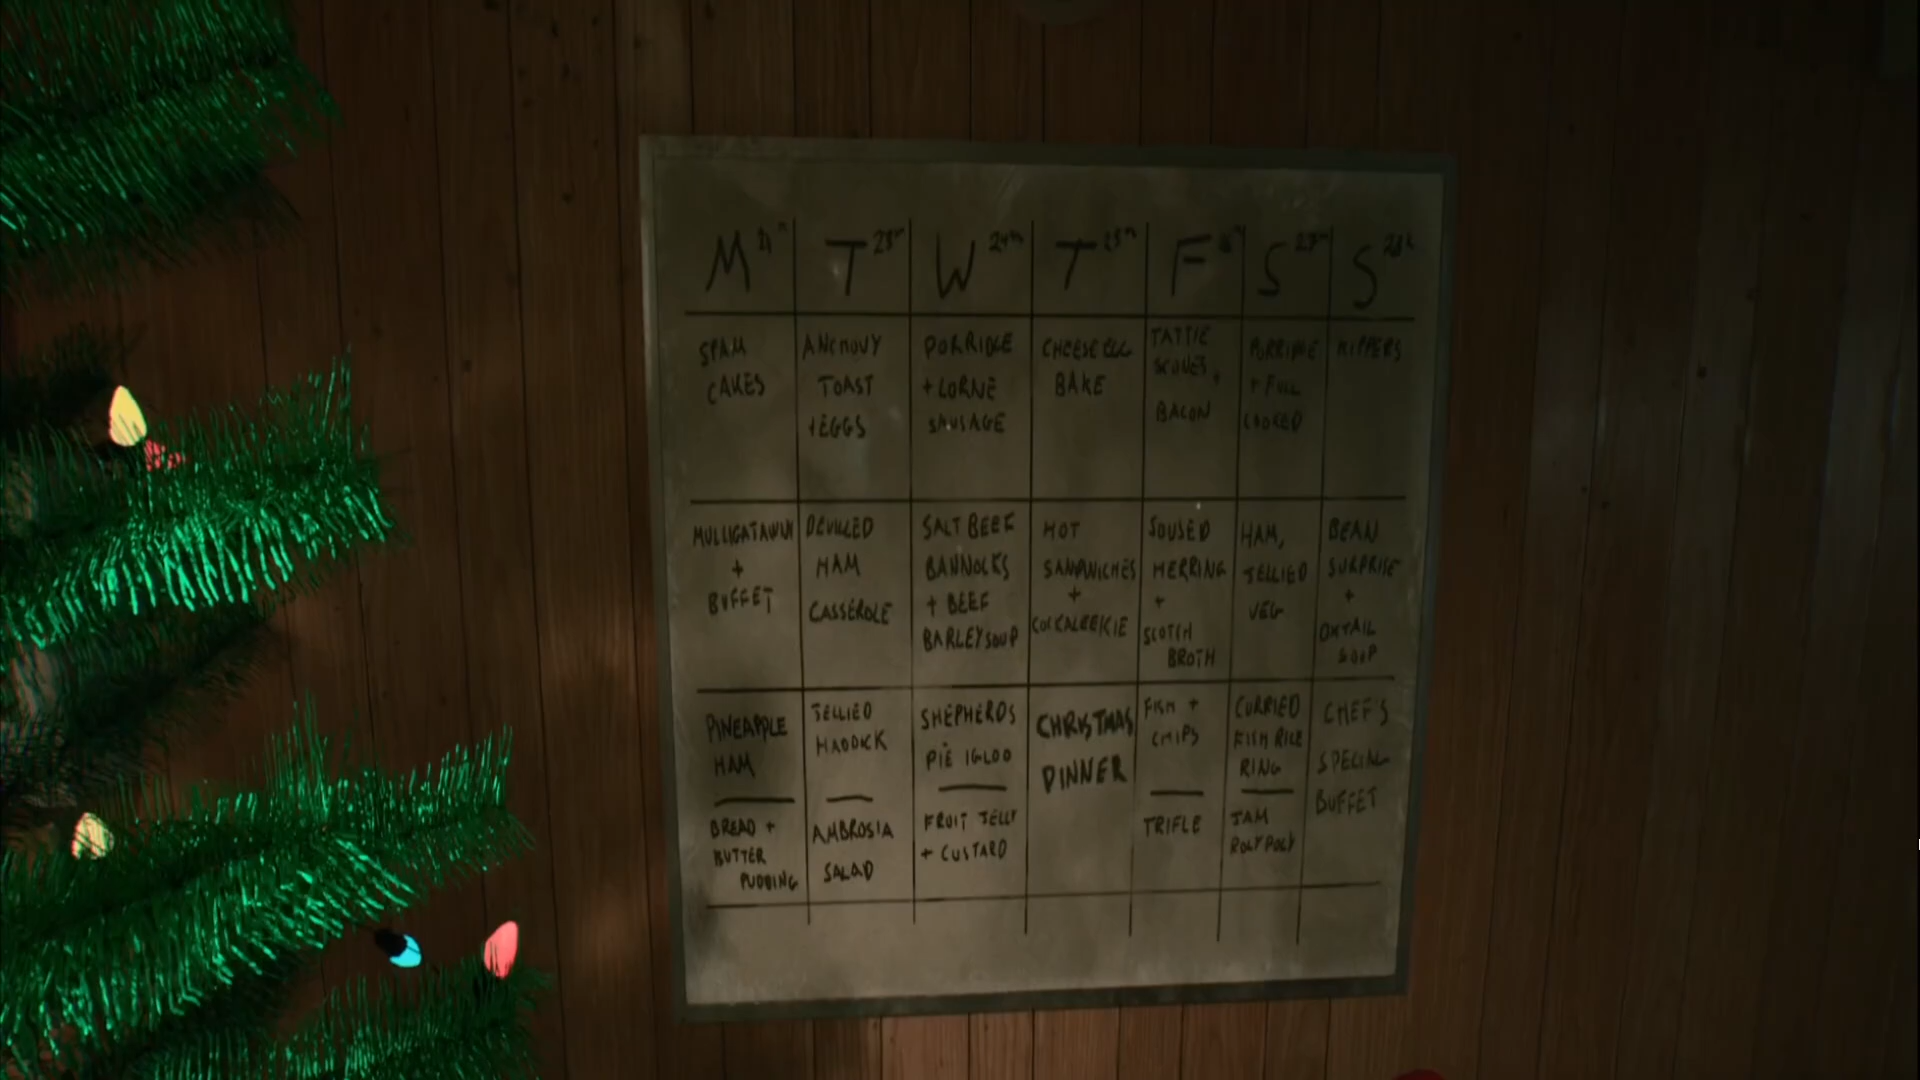 M
T 23rd
W 24th
T 25th
F
S 27th
S 28th
SPAM
CAKES
ANCHOVY
TOAST
+EGGS
PORRIDGE
+ LORNE
SAUSAGE
CHEESE EGG
BAKE
TATTIE
SCONES +
BACON
PORRIDGE
+ FULL
COOKED
KIPPERS
MULLIGATAWNY
+
BUFFET
DEVILLED
HAM
CASSEROLE
SALT BEEF
BANNOCKS
+ BEEF
BARLEY SOUP
HOT
SANDWICHES
+
COCKALEEKIE
SOUSED
HERRING
+
SCOTCH
BROTH
HAM,
JELLIED
VEG
BEAN
SURPRISE
+
OXTAIL
SOUP
PINEAPPLE
HAM
BREAD +
BUTTER
PUDDING
JELLIED
HADDICK
AMBROSIA
SALAD
SHEPHERDS
PIE IGLOO
FRUIT JELLY
+ CUSTARD
CHRISTMAS
DINNER
FISH +
CHIPS
TRIFLE
CURRIED
FISH RICE
RING
JAM
ROLY POLY
CHEF'S
SPECIAL
BUFFET